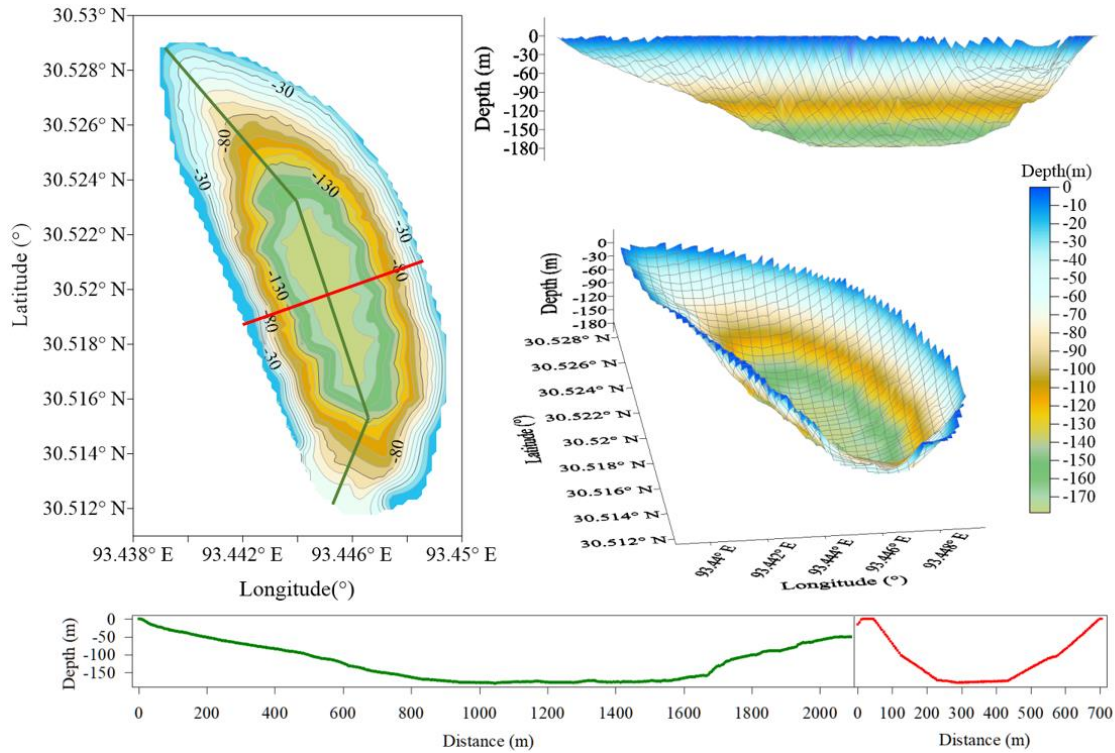 30.53° N
30.528° N
30.526° N
30.524° N
30.522° N
30.52° N
30.518° N
30.516° N
30.514° N
30.512° N
Latitude (°)
93.438° E 93.442° E 93.446° E 93.45° E
Longitude(°)
-30
-80
-130
-30
-30
-130
-80
-80
-30
-80
Depth (m)
0
-30
-60
-90
-120
-150
-180
Depth (m)
0
-30
-60
-90
-120
-150
-180
30.528° N
30.526° N
30.524° N
30.522° N
30.52° N
30.518° N
30.516° N
30.514° N
30.512° N
Latitude (°)
93.44° E 93.442° E 93.444° E 93.446° E 93.448° E
Longitude (°)
Depth(m)
0
-10
-20
-30
-40
-50
-60
-70
-80
-90
-100
-110
-120
-130
-140
-150
-160
-170
Depth (m)
0
-50
-100
-150
0 200 400 600 800 1000 1200 1400 1600 1800 2000
Distance (m)
0 100 200 300 400 500 600 700
Distance (m)